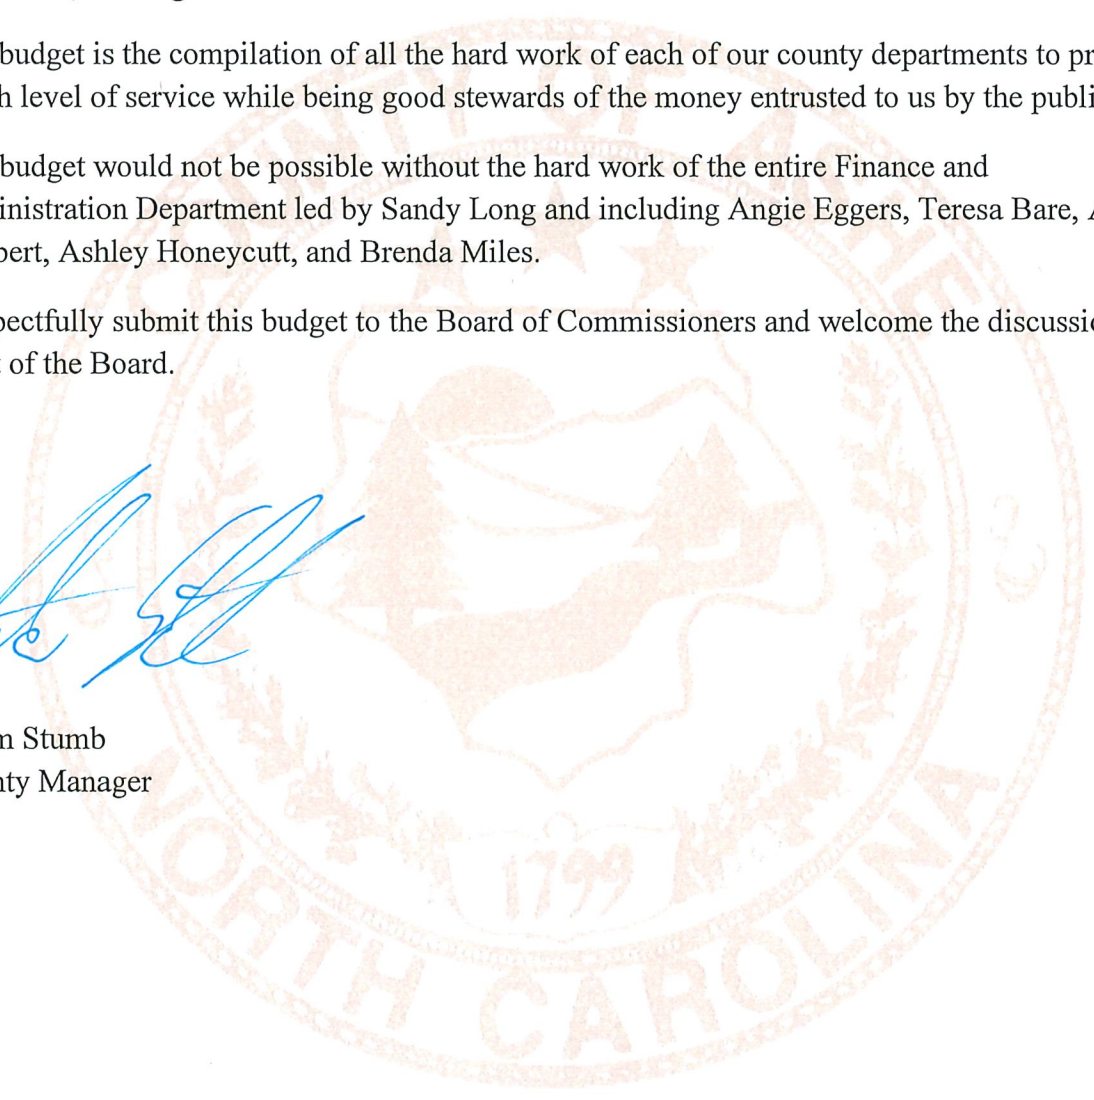 budget is the compilation of all the hard work of each of our county departments to pr
h level of service while being good stewards of the money entrusted to us by the publi
budget would not be possible without the hard work of the entire Finance and
inistration Department led by Sandy Long and including Angie Eggers, Teresa Bare, A
bert, Ashley Honeycutt, and Brenda Miles.
pectfully submit this budget to the Board of Commissioners and welcome the discussio
t of the Board.
m Stumb
nty Manager
COUNTY OF ASHE
1799
NORTH CAROLINA